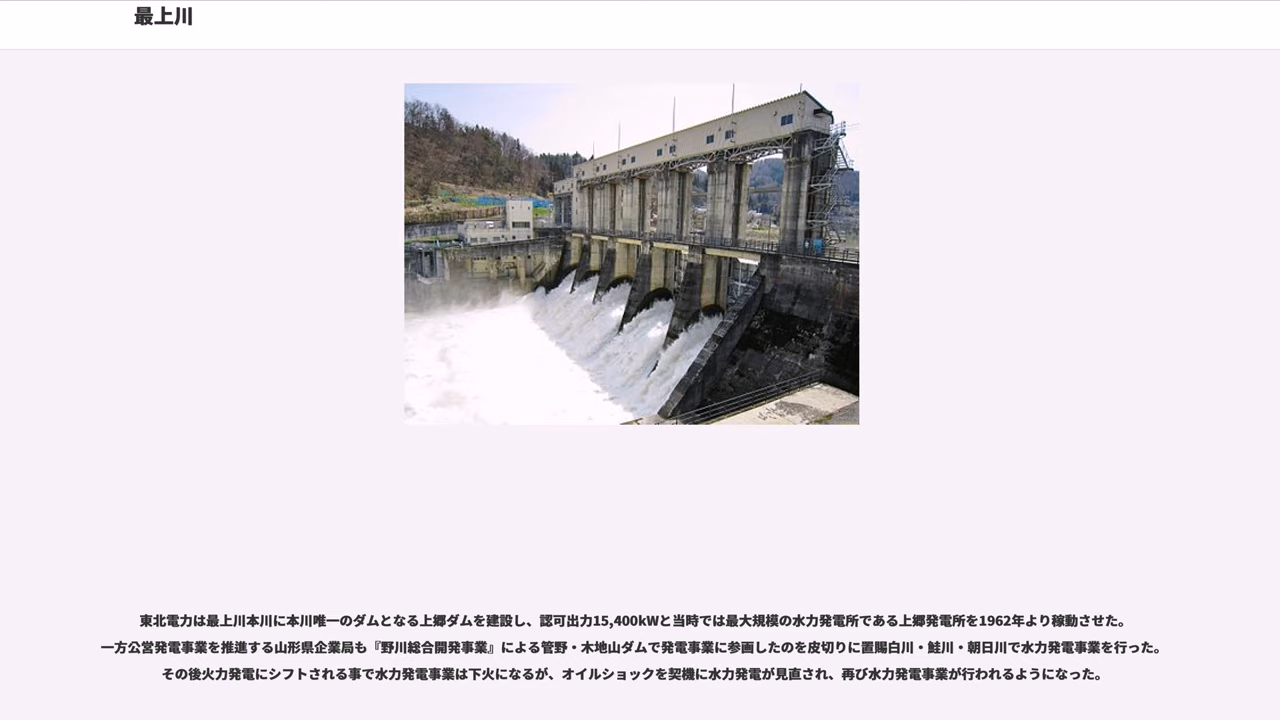 最上川
東北電力は最上川本川に本川唯一のダムとなる上郷ダムを建設し、認可出力15,400kWと当時では最大規模の水力発電所である上郷発電所を1962年より稼動させた。
一方公営発電事業を推進する山形県企業局も『野川総合開発事業』による管野・木地山ダムで発電事業に参画したのを皮切りに置賜白川・鮭川・朝日川で水力発電事業を行った。
その後火力発電にシフトされる事で水力発電事業は下火になるが、オイルショックを契機に水力発電が見直され、再び水力発電事業が行われるようになった。